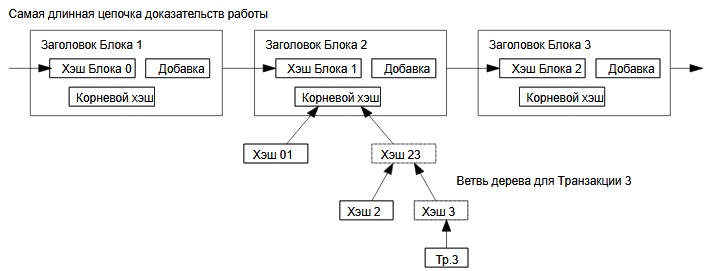 Самая длинная цепочка доказательств работы
Заголовок Блока 1
Заголовок Блока 2
Заголовок Блока 3
Хэш Блока 0
Добавка
Хэш Блока 1
Добавка
Хэш Блока 2
Добавка
Корневой хэш
Корневой хэш
Корневой хэш
Хэш 01
Хэш 23
Ветвь дерева для Транзакции 3
Хэш 2
Хэш 3
Тр.3